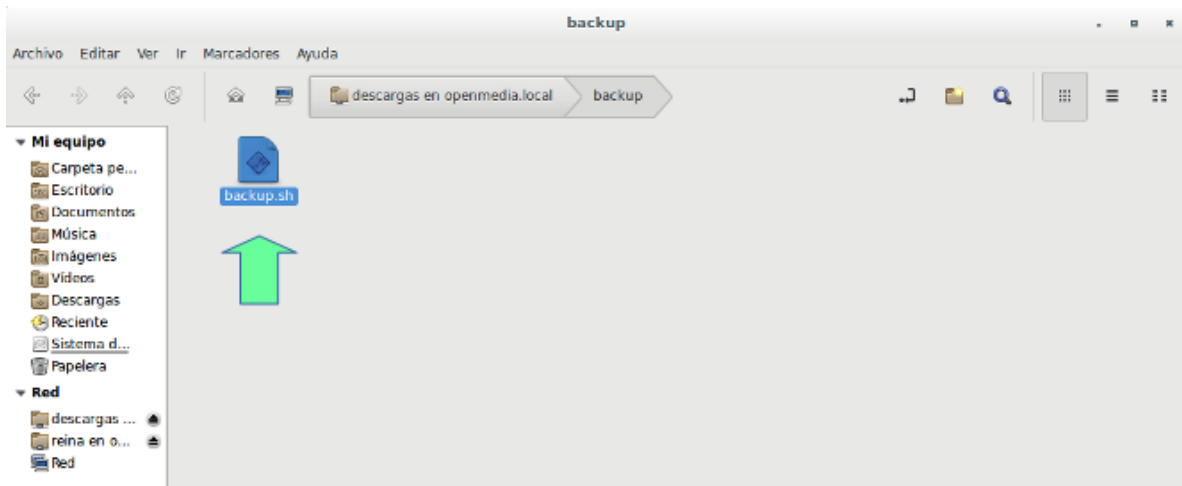 backup
Archivo Editar Ver Ir Marcadores Ayuda
descargas en openmedia.local backup
Mi equipo
Carpeta pe...
Escritorio
Documentos
Música
Imágenes
Vídeos
Descargas
Reciente
Sistema d...
Papelera
Red
descargas ...
reina en o...
Red
backup.sh